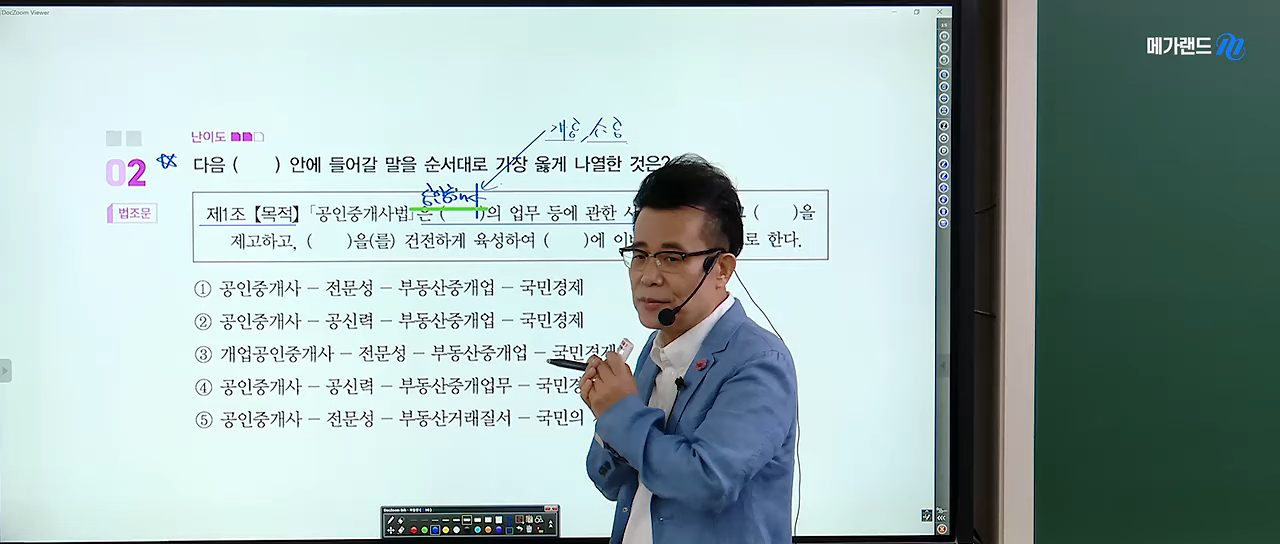 DocZoom Viewer
메가랜드
난이도
개공, 소공
02 다음 ( ) 안에 들어갈 말을 순서대로 가장 옳게 나열한 것은?
법조문
제1조 【목적】 「공인중개사법」은 ( )의 업무 등에 관한 사 ( )을
제고하고, ( )을(를) 건전하게 육성하여 ( )에 이 로 한다.
① 공인중개사 – 전문성 – 부동산중개업 – 국민경제
② 공인중개사 – 공신력 – 부동산중개업 – 국민경제
③ 개업공인중개사 – 전문성 – 부동산중개업 – 국민경제
④ 공인중개사 – 공신력 – 부동산중개업무 – 국민경
⑤ 공인중개사 – 전문성 – 부동산거래질서 – 국민의